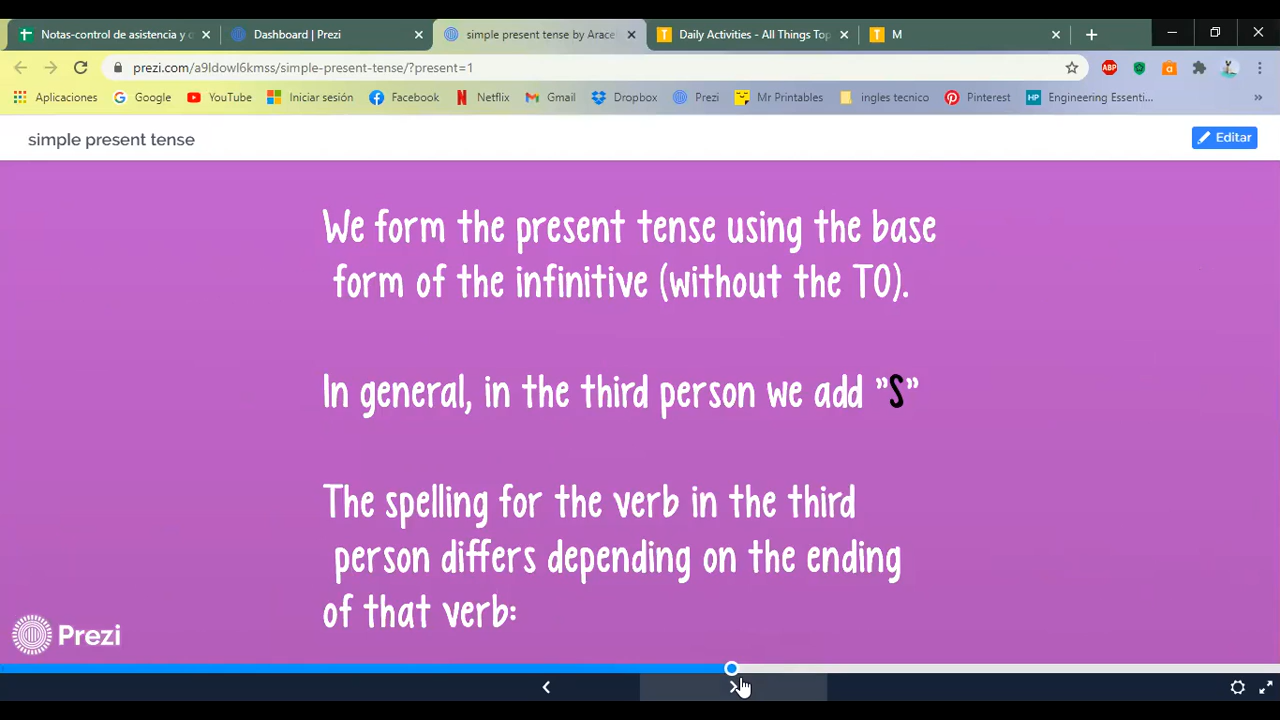 Notas-control de asistencia y
Dashboard | Prezi
simple present tense by Arace
Daily Activities - All Things Top
M
prezi.com/a9ldowl6kmss/simple-present-tense/?present=1
Aplicaciones
Google
YouTube
Iniciar sesión
Facebook
Netflix
Gmail
Dropbox
Prezi
Mr Printables
ingles tecnico
Pinterest
Engineering Essenti...
simple present tense
Editar
We form the present tense using the base
form of the infinitive (without the TO).
In general, in the third person we add "S"
The spelling for the verb in the third
person differs depending on the ending
of that verb:
Prezi